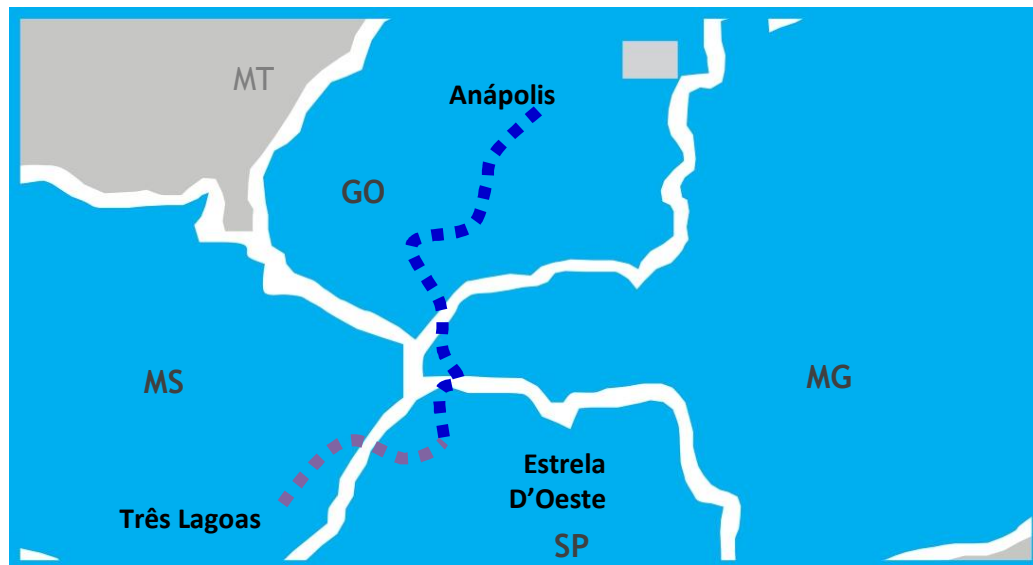 MT
Anápolis
GO
MS
MG
Estrela
D’Oeste
Três Lagoas
SP